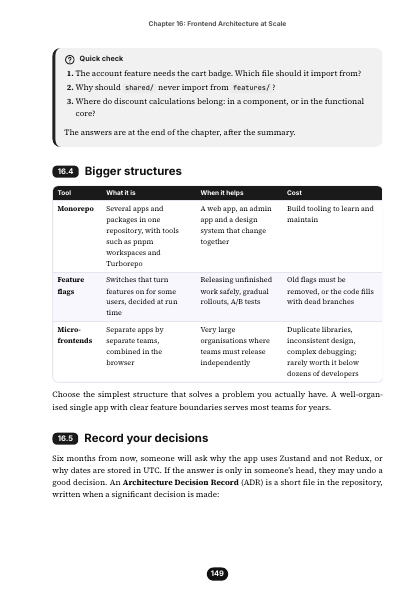 Chapter 16: Frontend Architecture at Scale
Quick check
1. The account feature needs the cart badge. Which file should it import from?
2. Why should shared/ never import from features/?
3. Where do discount calculations belong: in a component, or in the functional
core?
The answers are at the end of the chapter, after the summary.
16.4 Bigger structures
Tool What it is When it helps Cost
Monorepo
Several apps and
packages in one
repository, with tools
such as pnpm
workspaces and
Turborepo
A web app, an admin
app and a design
system that change
together
Build tooling to learn and
maintain
Feature
flags
Switches that turn
features on for some
users, decided at run
time
Releasing unfinished
work safely, gradual
rollouts, A/B tests
Old flags must be
removed, or the code fills
with dead branches
Micro-
frontends
Separate apps by
separate teams,
combined in the
browser
Very large
organisations where
teams must release
independently
Duplicate libraries,
inconsistent design,
complex debugging;
rarely worth it below
dozens of developers
Choose the simplest structure that solves a problem you actually have. A well-organ-
ised single app with clear feature boundaries serves most teams for years.
16.5 Record your decisions
Six months from now, someone will ask why the app uses Zustand and not Redux, or
why dates are stored in UTC. If the answer is only in someone's head, they may undo a
good decision. An Architecture Decision Record (ADR) is a short file in the repository,
written when a significant decision is made:
149